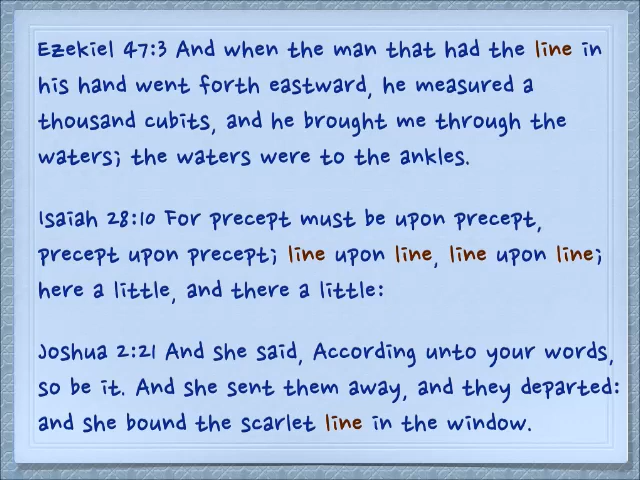 Ezekiel 47:3 And when the man that had the line in
his hand went forth eastward, he measured a
thousand cubits, and he brought me through the
waters; the waters were to the ankles.
Isaiah 28:10 For precept must be upon precept,
precept upon precept; line upon line, line upon line;
here a little, and there a little:
Joshua 2:21 And she said, According unto your words,
so be it. And she sent them away, and they departed:
and she bound the scarlet line in the window.